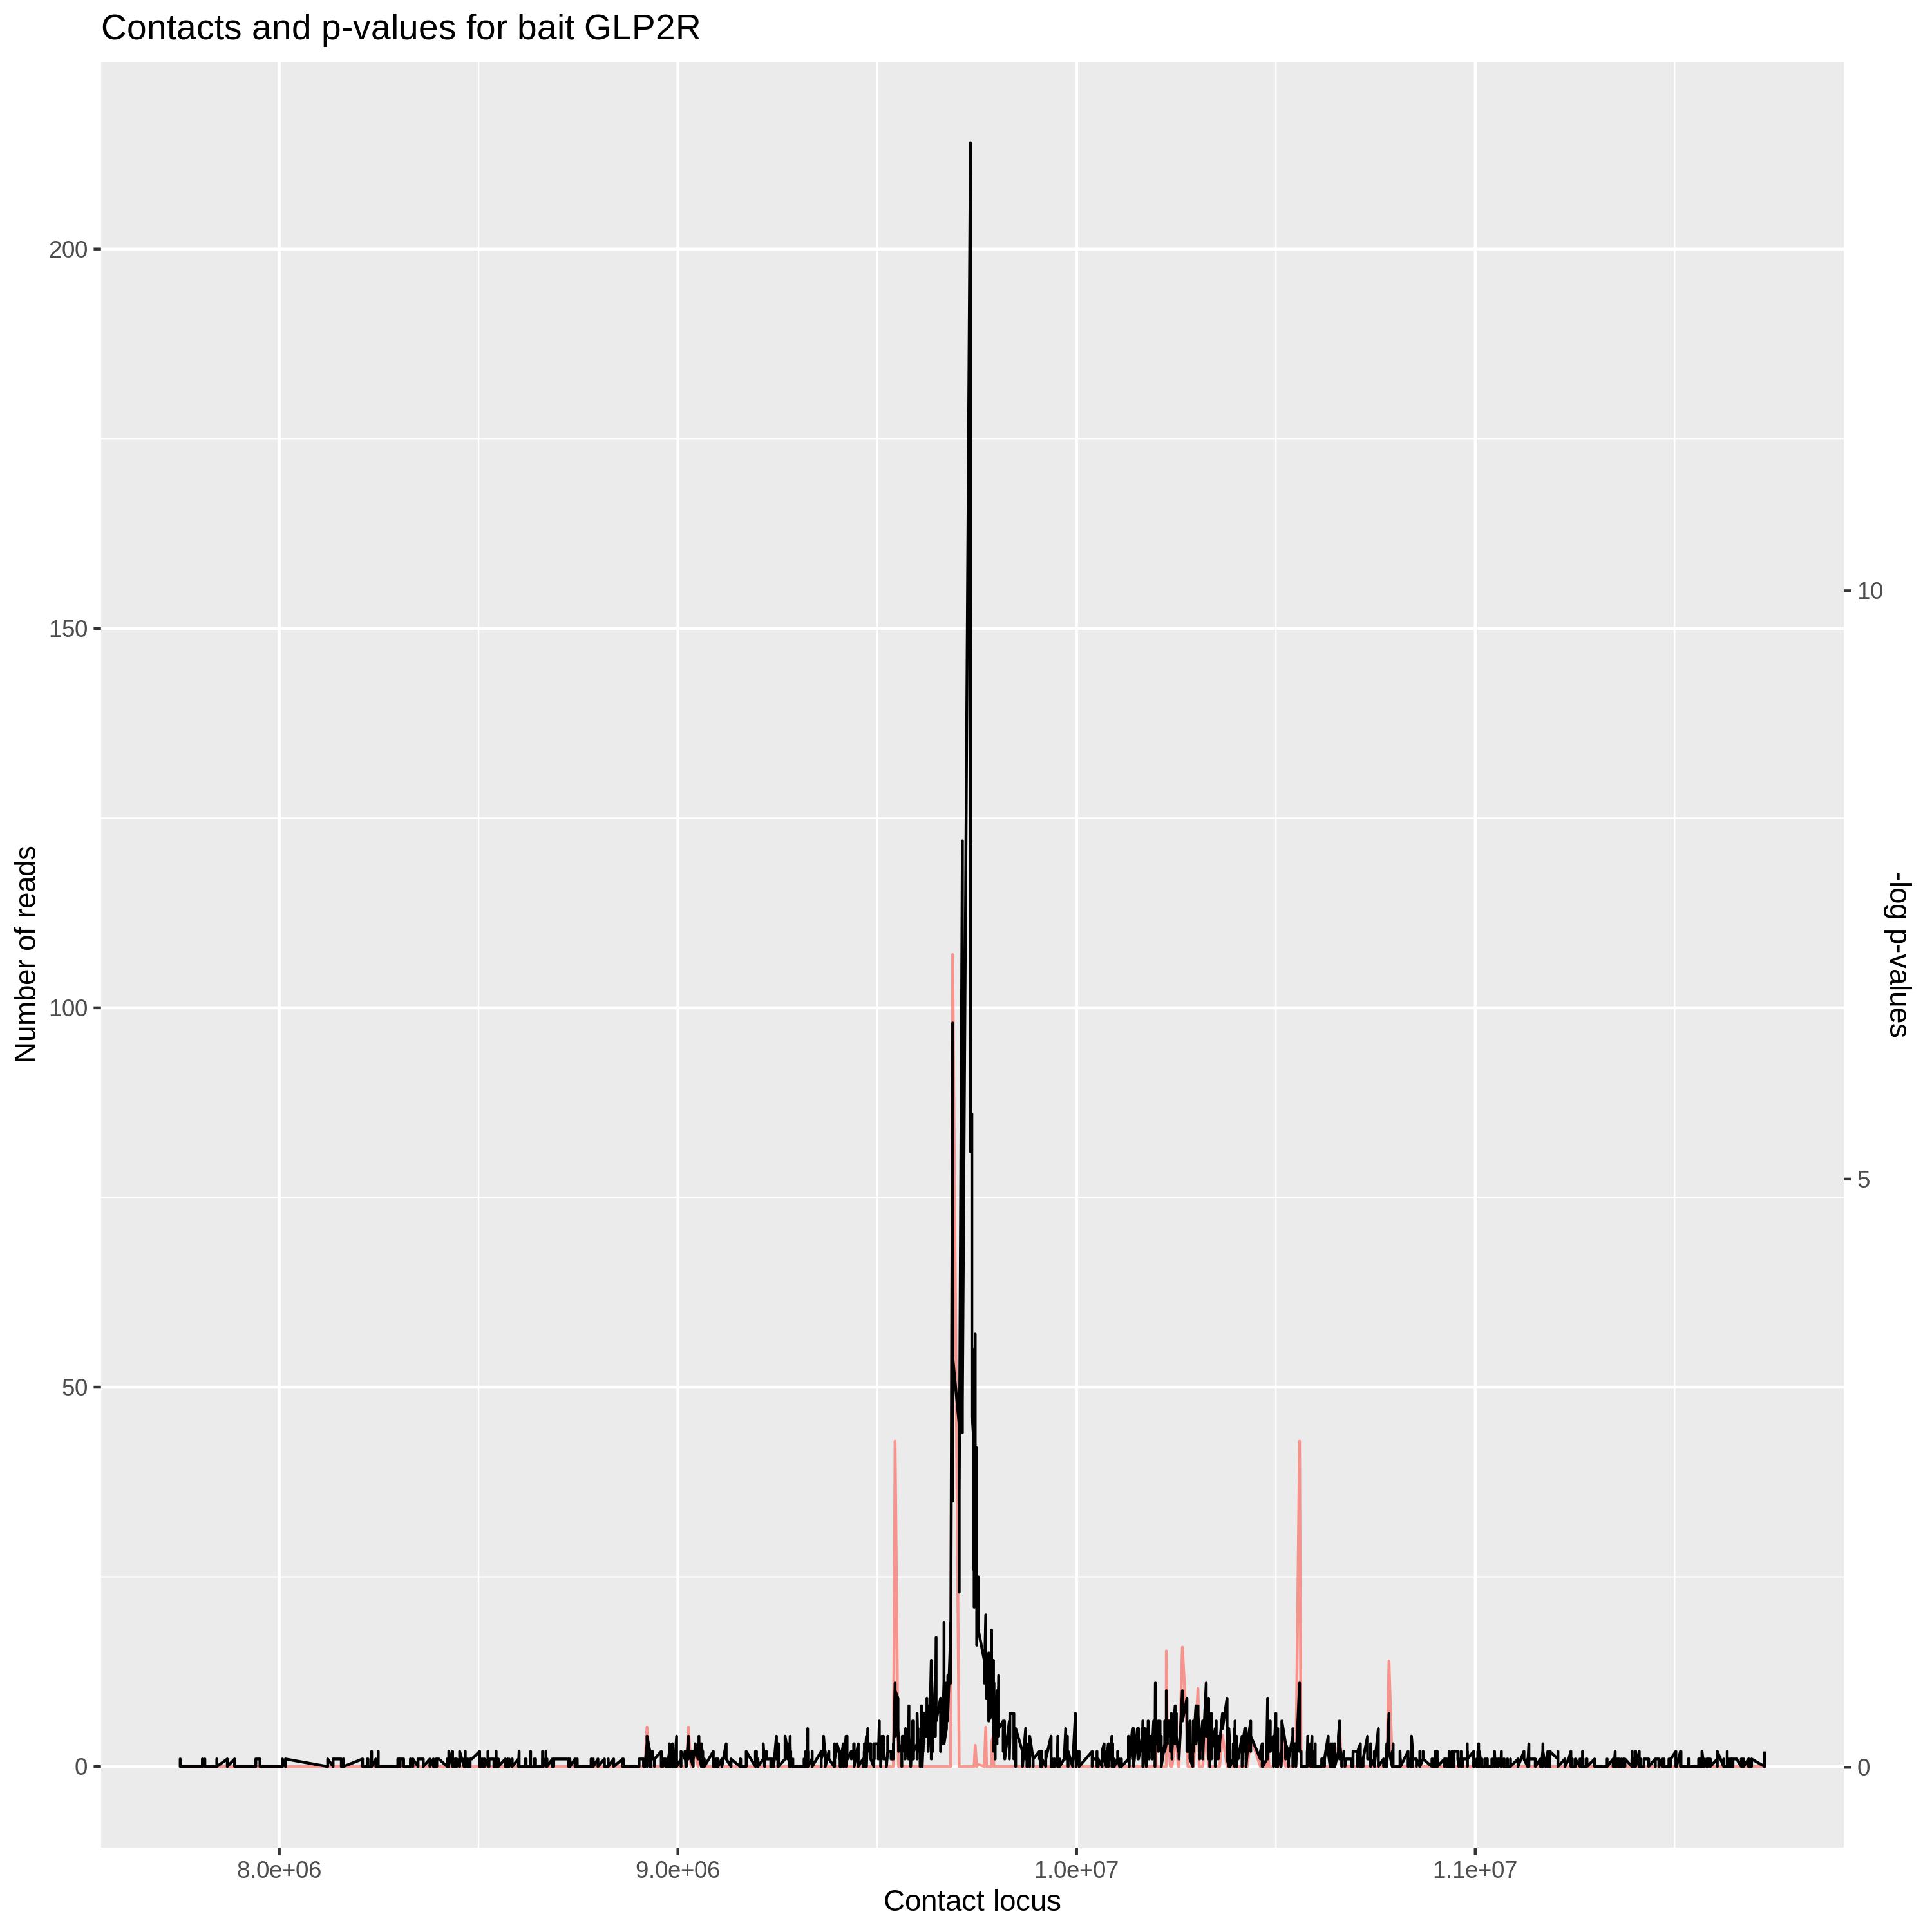 Contacts and p-values for bait GLP2R
200
150
100
50
0
Number of reads
10
5
0
-log p-values
8.0e+06
9.0e+06
1.0e+07
1.1e+07
Contact locus